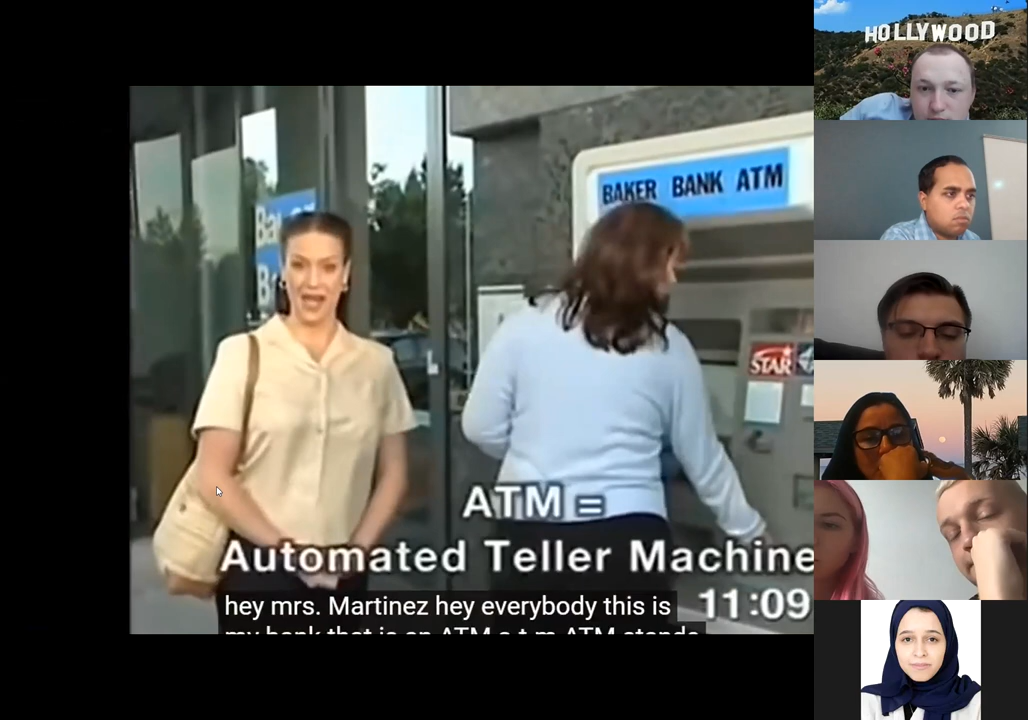 HOLLYWOOD
BAKER BANK ATM
STAR
ATM =
Automated Teller Machine
hey mrs. Martinez hey everybody this is
11:09